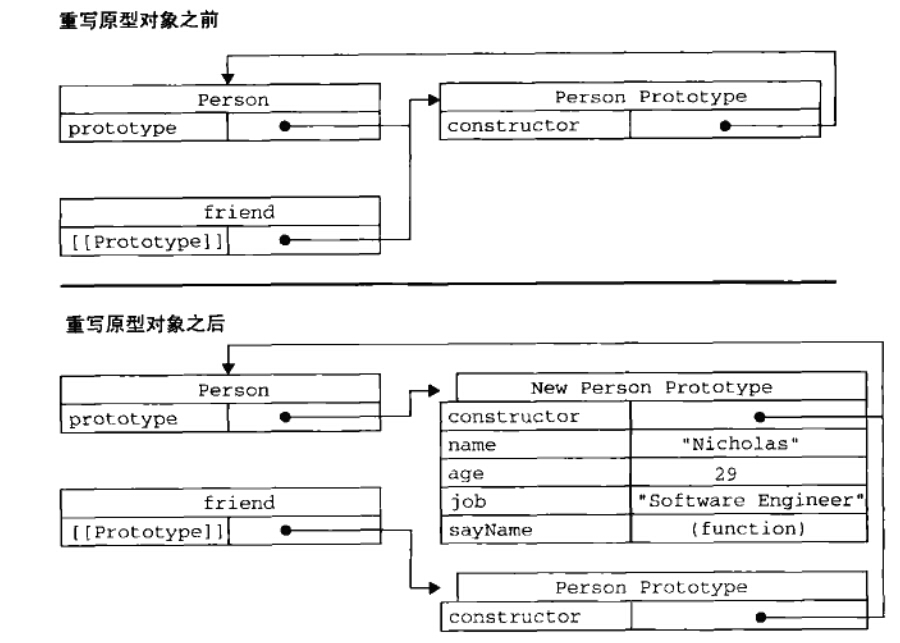 重写原型对象之前
Person
prototype
Person Prototype
constructor
friend
[[Prototype]]
重写原型对象之后
Person
prototype
New Person Prototype
constructor
name "Nicholas"
age 29
job "Software Engineer"
sayName (function)
friend
[[Prototype]]
Person Prototype
constructor